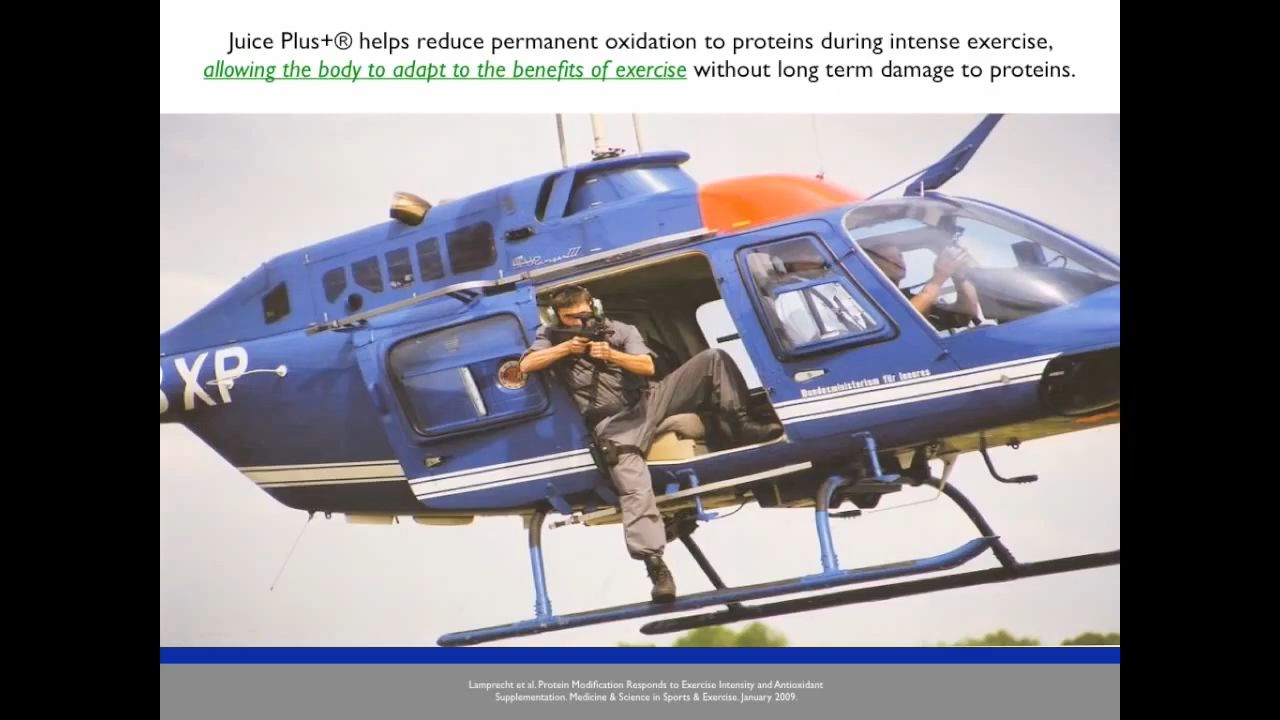 Juice Plus+® helps reduce permanent oxidation to proteins during intense exercise,
allowing the body to adapt to the benefits of exercise without long term damage to proteins.
XP
Bundesministerium für Inneres
Lamprecht et al. Protein Modification Responds to Exercise Intensity and Antioxidant
Supplementation. Medicine & Science in Sports & Exercise. January 2009.